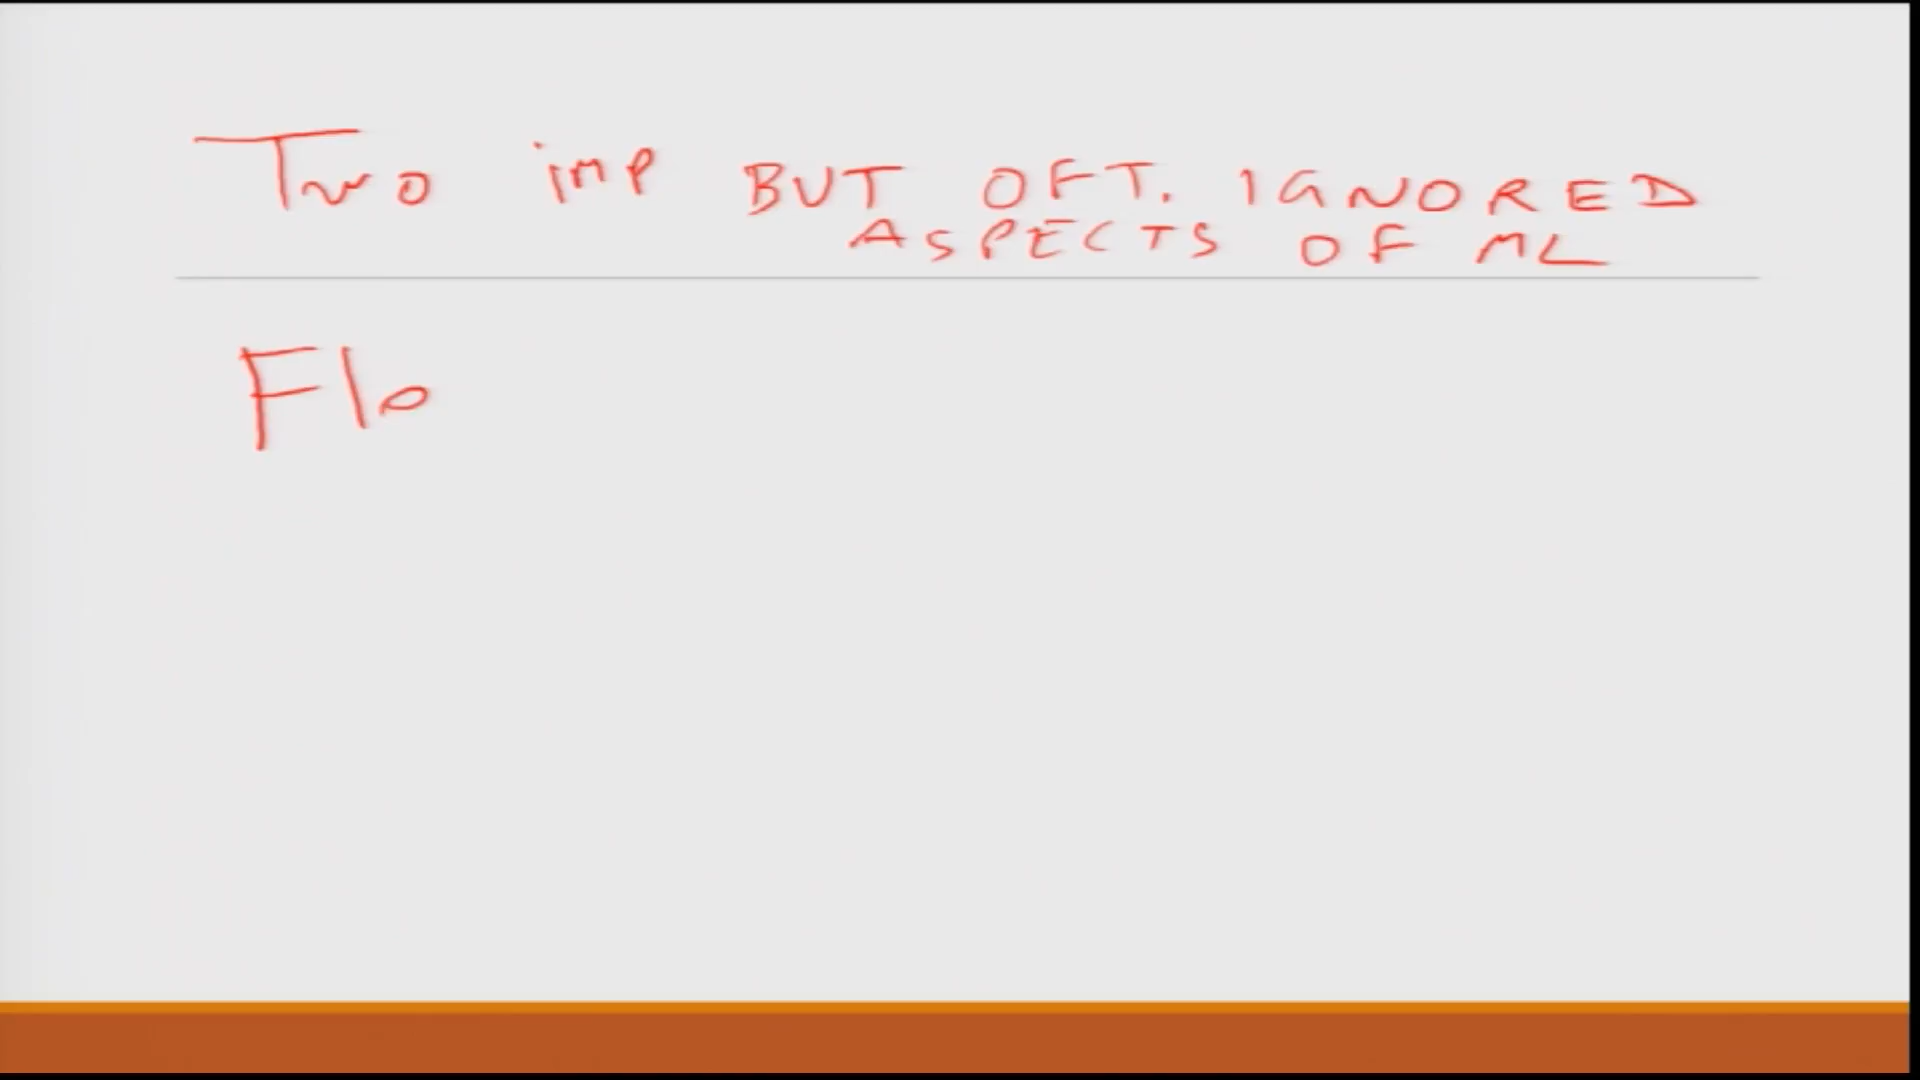 Two imp BUT OFT. IGNORED
ASPECTS OF ML
Flo